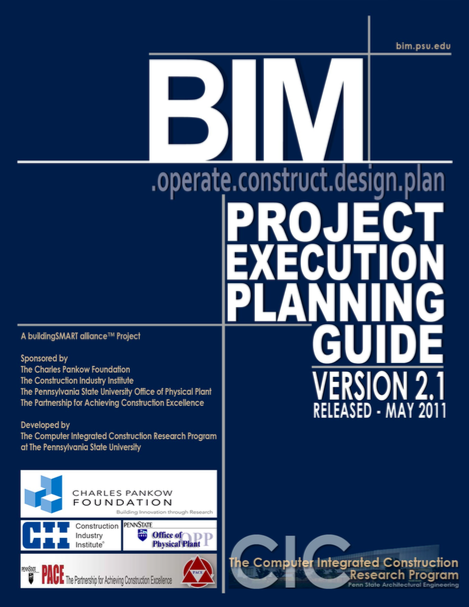 bim.psu.edu
BIM
.operate.construct.design.plan
PROJECT
EXECUTION
PLANNING
GUIDE
VERSION 2.1
RELEASED - MAY 2011
A buildingSMART alliance™ Project
Sponsored by
The Charles Pankow Foundation
The Construction Industry Institute
The Pennsylvania State University Office of Physical Plant
The Partnership for Achieving Construction Excellence
Developed by
The Computer Integrated Construction Research Program
at The Pennsylvania State University
CHARLES PANKOW
FOUNDATION
Building Innovation through Research
CII
Construction
Industry
Institute®
PENNSTATE
OPP
Office of
Physical Plant
PENNSTATE
PACE The Partnership for Achieving Construction Excellence
CIC
The Computer Integrated Construction
Research Program
Penn State Architectural Engineering